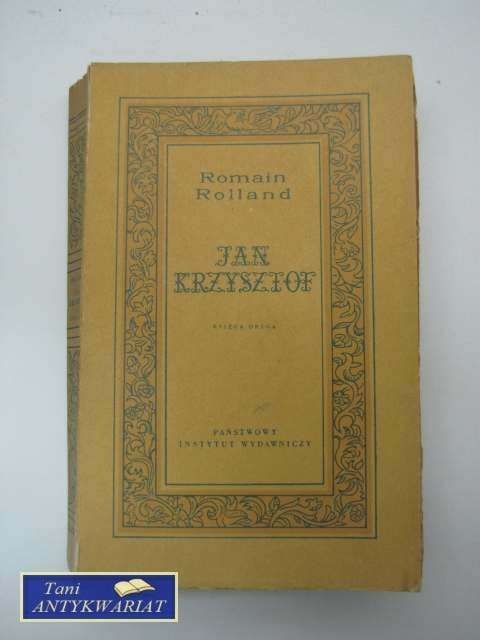 Romain
Rolland
JAN
KRZYSZTOF
KSIĘGA DRUGA
PAŃSTWOWY
INSTYTUT WYDAWNICZY
Tani
ANTYKWARIAT